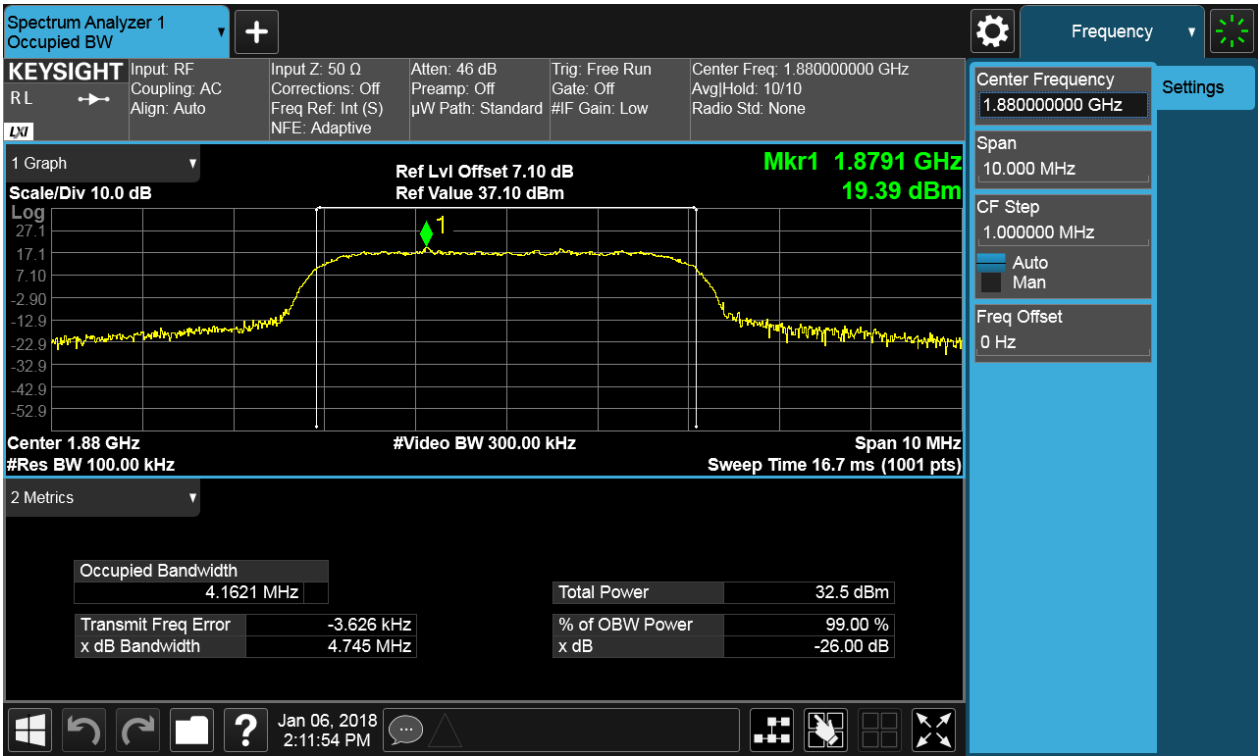 Spectrum Analyzer 1
Occupied BW
Frequency
KEYSIGHT
R L
LXI
Input: RF
Coupling: AC
Align: Auto
Input Z: 50 Ω
Corrections: Off
Freq Ref: Int (S)
NFE: Adaptive
Atten: 46 dB
Preamp: Off
µW Path: Standard
Trig: Free Run
Gate: Off
#IF Gain: Low
Center Freq: 1.880000000 GHz
Avg|Hold: 10/10
Radio Std: None
1 Graph
Scale/Div 10.0 dB
Ref Lvl Offset 7.10 dB
Ref Value 37.10 dBm
Mkr1 1.8791 GHz
19.39 dBm
Log
27.1
17.1
7.10
-2.90
-12.9
-22.9
-32.9
-42.9
-52.9
1
Center 1.88 GHz
#Video BW 300.00 kHz
Span 10 MHz
#Res BW 100.00 kHz
Sweep Time 16.7 ms (1001 pts)
2 Metrics
Occupied Bandwidth
4.1621 MHz
Total Power 32.5 dBm
Transmit Freq Error -3.626 kHz
% of OBW Power 99.00 %
x dB Bandwidth 4.745 MHz
x dB -26.00 dB
Center Frequency
1.880000000 GHz
Settings
Span
10.000 MHz
CF Step
1.000000 MHz
Auto
Man
Freq Offset
0 Hz
?
Jan 06, 2018
2:11:54 PM